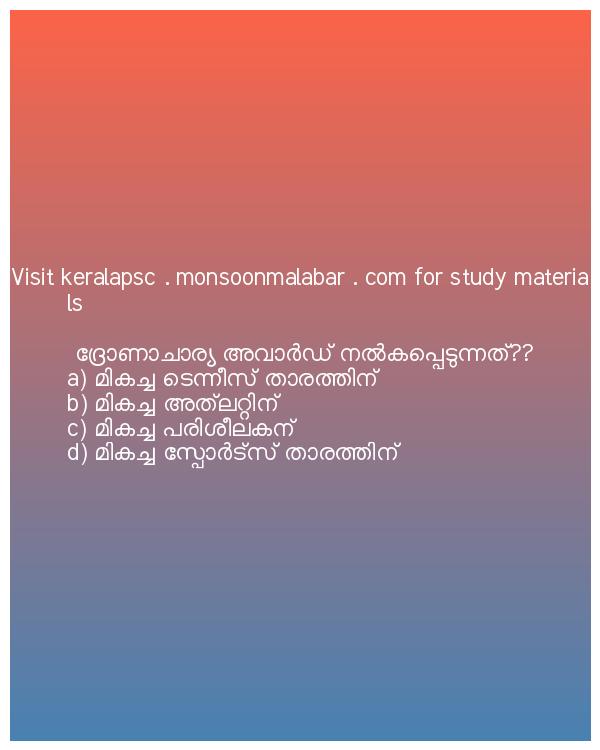 Visit keralapsc . monsoonmalabar . com for study materia
ls
ദ്രോണാചാര്യ അവാർഡ് നൽകപ്പെടുന്നത്??
a) മികച്ച ടെന്നീസ് താരത്തിന്
b) മികച്ച അത്‌ലറ്റിന്
c) മികച്ച പരിശീലകന്
d) മികച്ച സ്പോർട്സ് താരത്തിന്